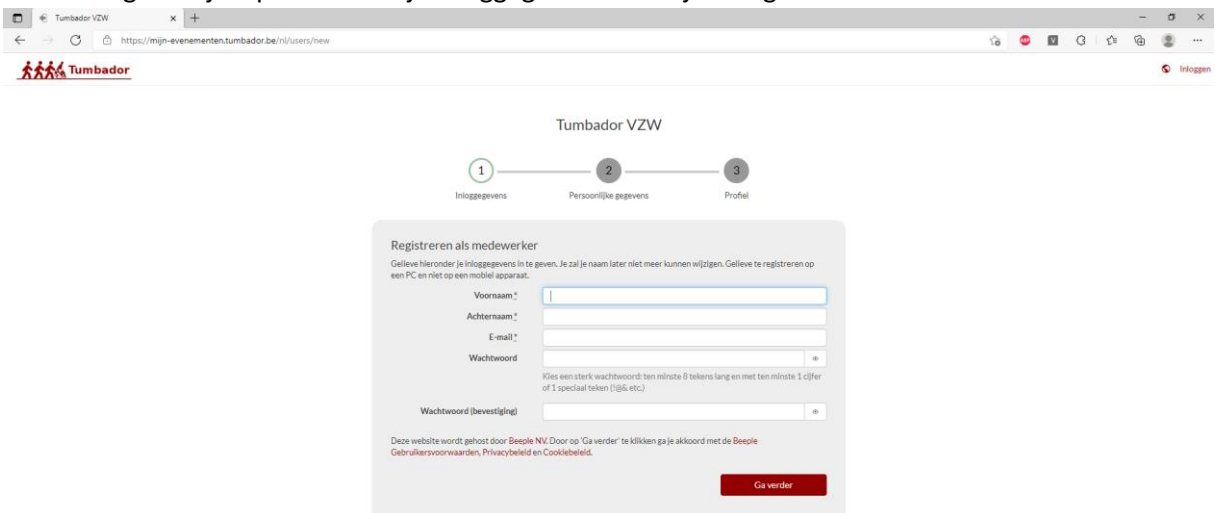 Tumbador VZW
https://mijn-evenementen.tumbador.be/nl/users/new
Tumbador
Inloggen
Tumbador VZW
1
2
3
Inloggegevens
Persoonlijke gegevens
Profiel
Registreren als medewerker
Gelieve hieronder je inloggegevens in te geven. Je zal je naam later niet meer kunnen wijzigen. Gelieve te registreren op
een PC en niet op een mobiel apparaat.
Voornaam *
Achternaam *
E-mail *
Wachtwoord
Kies een sterk wachtwoord: ten minste 8 tekens lang en met ten minste 1 cijfer
of 1 speciaal teken (!@& etc.)
Wachtwoord (bevestiging)
Deze website wordt gehost door Beeple NV. Door op 'Ga verder' te klikken ga je akkoord met de Beeple
Gebruikersvoorwaarden, Privacybeleid en Cookiebeleid.
Ga verder